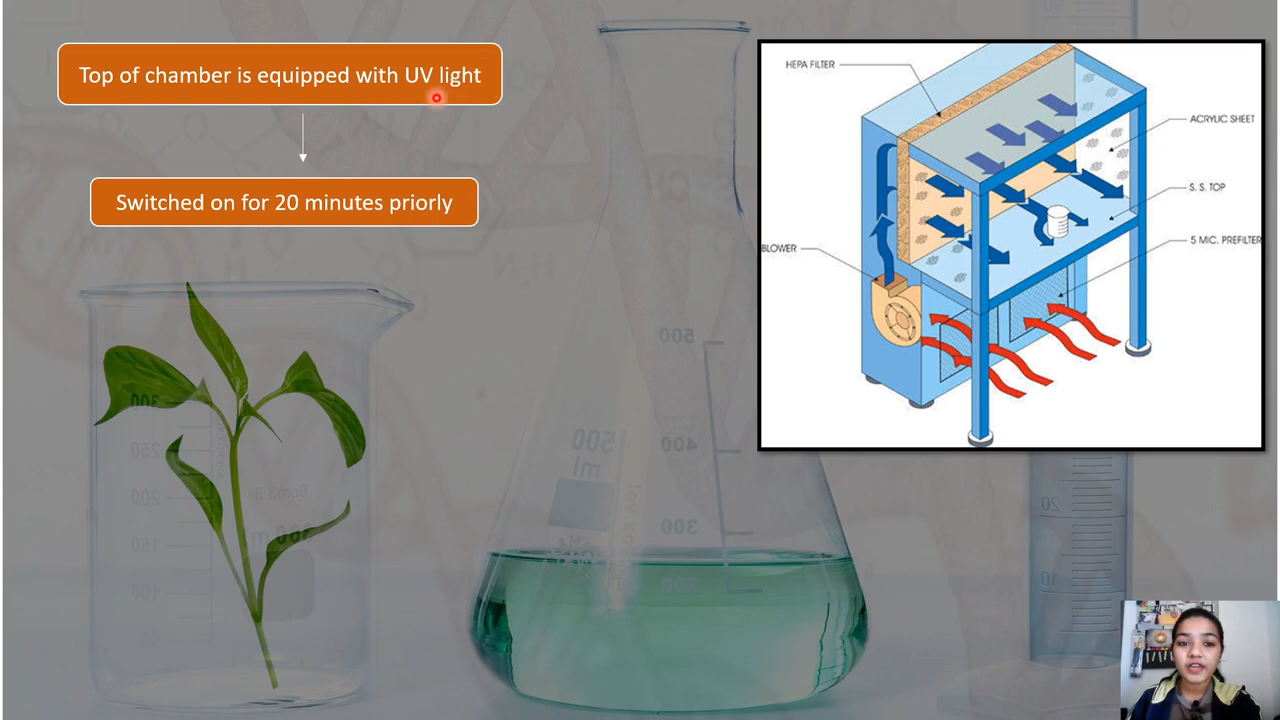 Top of chamber is equipped with UV light
Switched on for 20 minutes priorly
HEPA FILTER
ACRYLIC SHEET
S. S. TOP
BLOWER
5 MIC. PREFILTER
500
500
ml
400
300
300
250
200
150
100
20
10